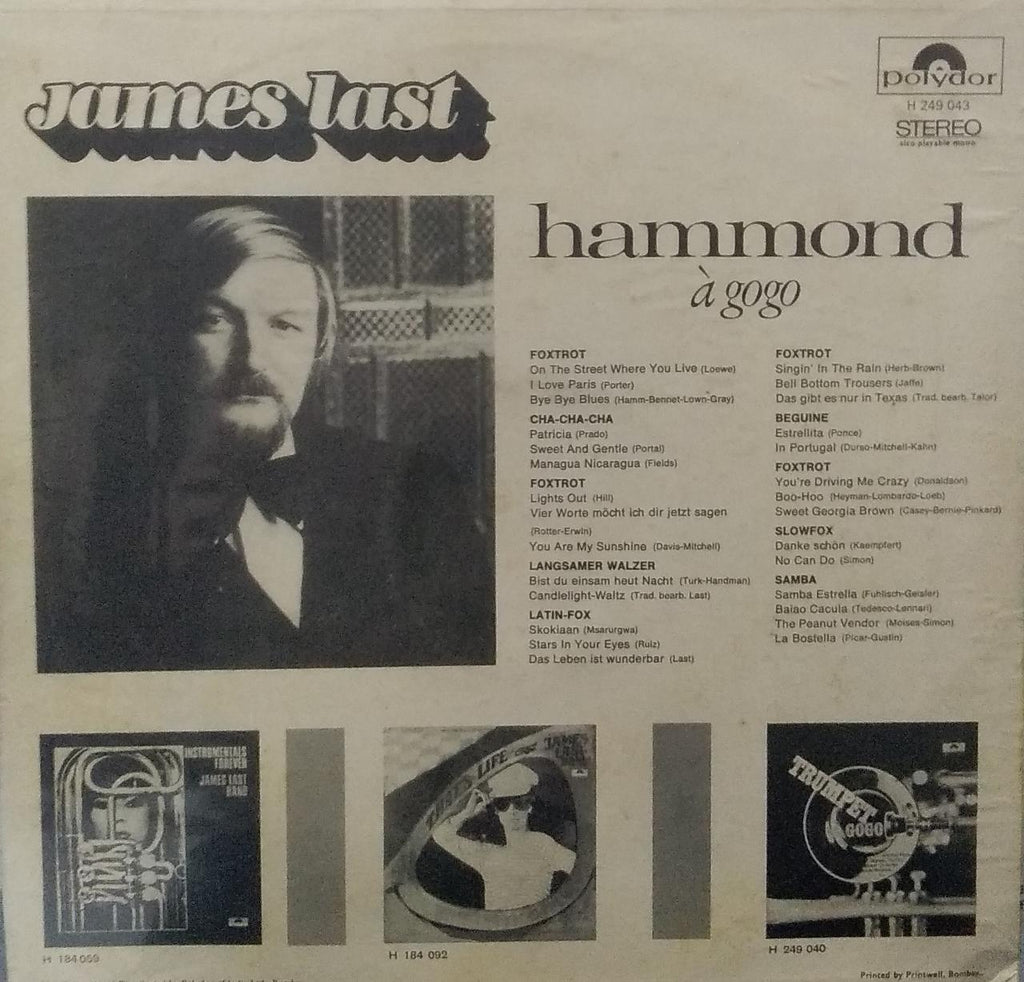 james last
polydor
H 249 043
STEREO
also playable mono
hammond
à gogo
FOXTROT
On The Street Where You Live (Loewe)
I Love Paris (Porter)
Bye Bye Blues (Hamm-Bennet-Lown-Gray)
CHA-CHA-CHA
Patricia (Prado)
Sweet And Gentle (Portal)
Managua Nicaragua (Fields)
FOXTROT
Lights Out (Hill)
Vier Worte möcht ich dir jetzt sagen
(Rotter-Erwin)
You Are My Sunshine (Davis-Mitchell)
LANGSAMER WALZER
Bist du einsam heut Nacht (Turk-Handman)
Candlelight-Waltz (Trad. bearb. Last)
LATIN-FOX
Skokiaan (Msarurgwa)
Stars In Your Eyes (Ruiz)
Das Leben ist wunderbar (Last)
FOXTROT
Singin' In The Rain (Herb-Brown)
Bell Bottom Trousers (Jaffe)
Das gibt es nur in Texas (Trad. bearb. Talor)
BEGUINE
Estrellita (Ponce)
In Portugal (Durso-Mitchell-Kahn)
FOXTROT
You're Driving Me Crazy (Donaldson)
Boo-Hoo (Heyman-Lombardo-Loeb)
Sweet Georgia Brown (Casey-Bernie-Pinkard)
SLOWFOX
Danke schön (Kaempfert)
No Can Do (Simon)
SAMBA
Samba Estrella (Fuhlisch-Geisler)
Baiao Cacula (Tedesco-Lennari)
The Peanut Vendor (Moises-Simon)
La Bostella (Picar-Gustin)
INSTRUMENTALS
FOREVER
JAMES LAST
BAND
LIFE
JAMES
LAST
TRUMPET
GOGO
H 184 059
H 184 092
H 249 040
Printed by Printwell, Bombay